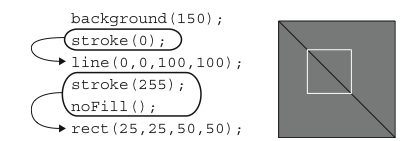 background(150);
stroke(0);
line(0,0,100,100);
stroke(255);
noFill();
rect(25,25,50,50);